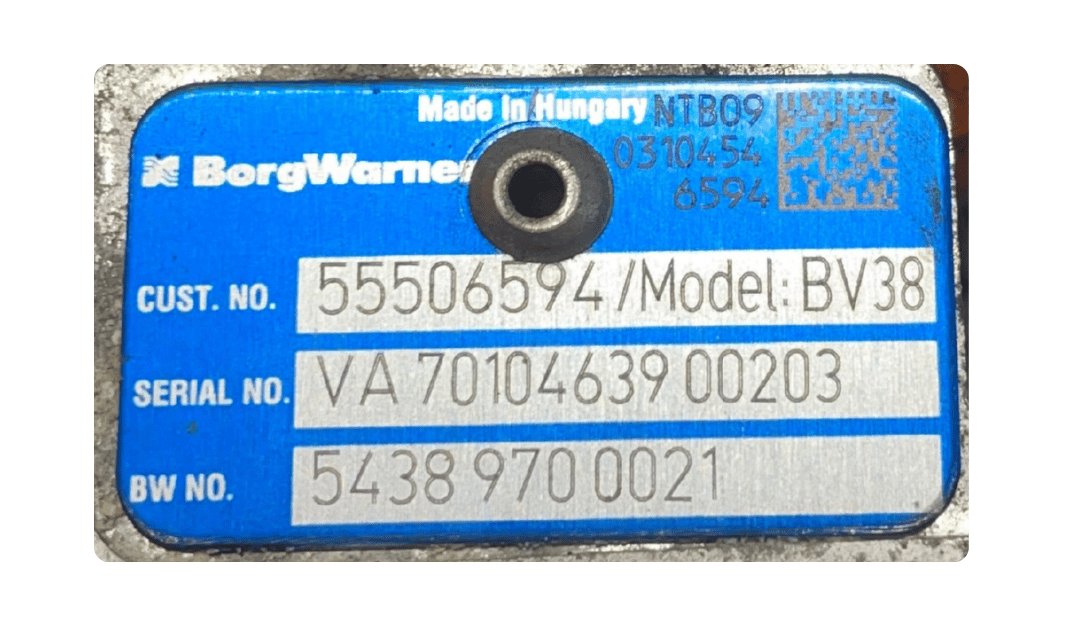 Made in Hungary NTB09
BorgWarner 0310454
6594
CUST. NO. 55506594/Model: BV38
SERIAL NO. VA 70104639 00203
BW NO. 5438 970 0021